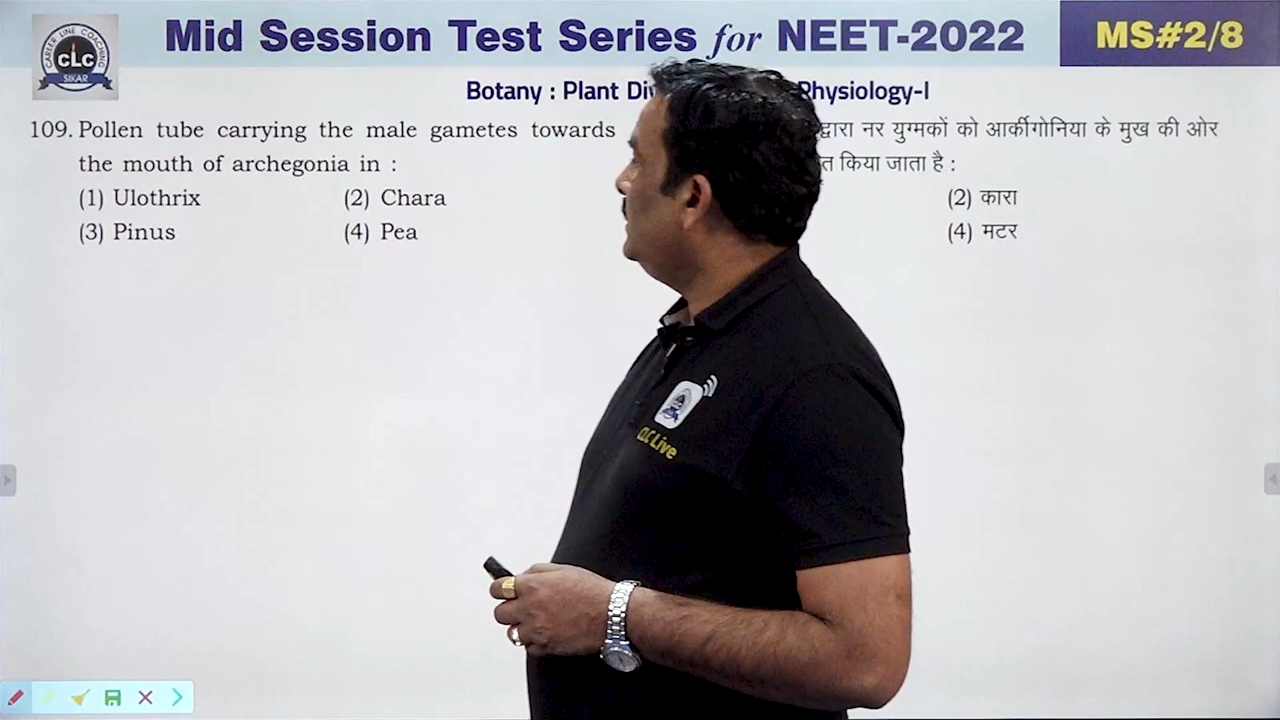 Mid Session Test Series for NEET-2022
MS#2/8
CAREER LINE COACHING
CLC
SIKAR
Botany : Plant Physiology-I
109. Pollen tube carrying the male gametes towards
the mouth of archegonia in :
(1) Ulothrix (2) Chara
(3) Pinus (4) Pea
द्वारा नर युग्मकों को आर्कीगोनिया के मुख की ओर
किया जाता है :
(2) कारा
(4) मटर
CLC Live